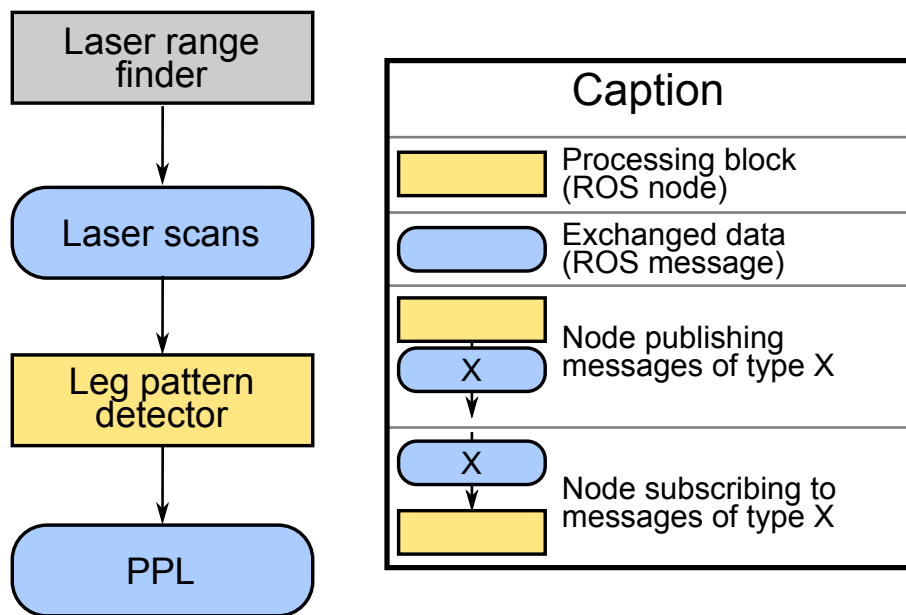 Laser range
finder
Laser scans
Leg pattern
detector
PPL
Caption
Processing block
(ROS node)
Exchanged data
(ROS message)
X
Node publishing
messages of type X
X
Node subscribing to
messages of type X